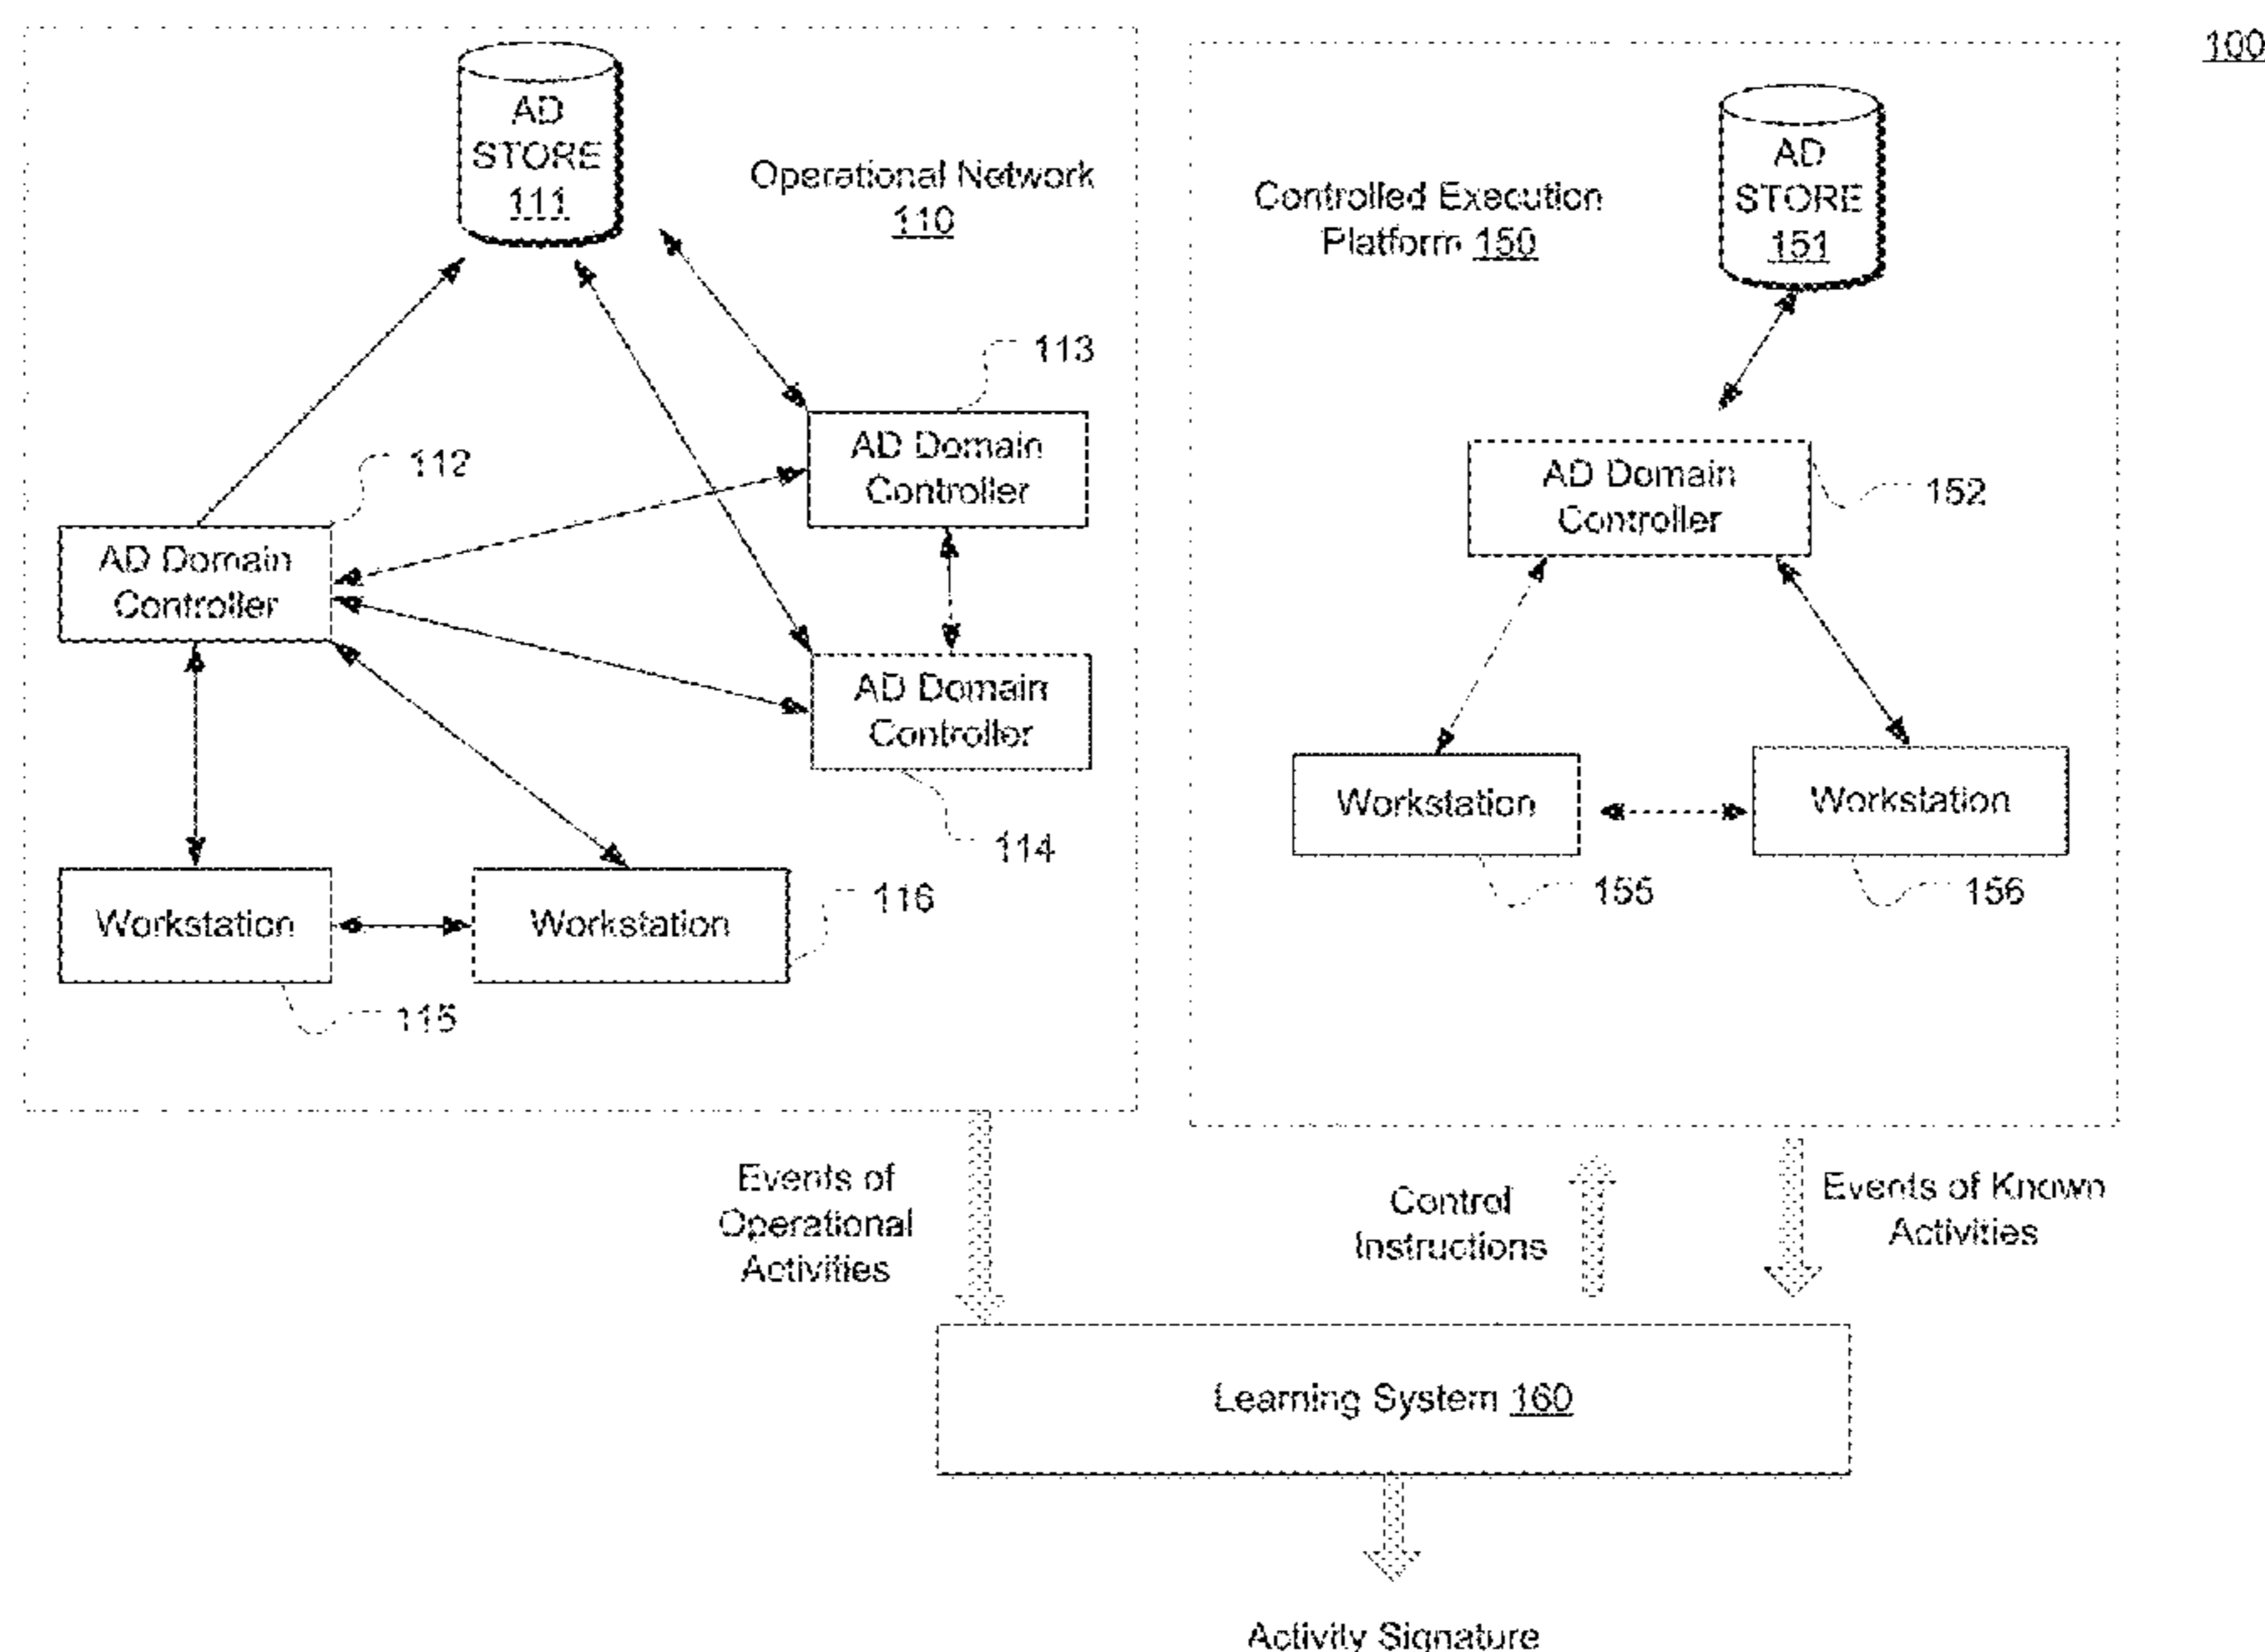 100
AD
STORE
111
Operational Network
110
113
AD Domain
Controller
112
AD Domain
Controller
AD Domain
Controller
114
Workstation
115
Workstation
116
AD
STORE
151
Controlled Execution
Platform 150
AD Domain
Controller
152
Workstation
155
Workstation
156
Events of
Operational
Activities
Control
Instructions
Events of Known
Activities
Learning System 160
Activity Signature